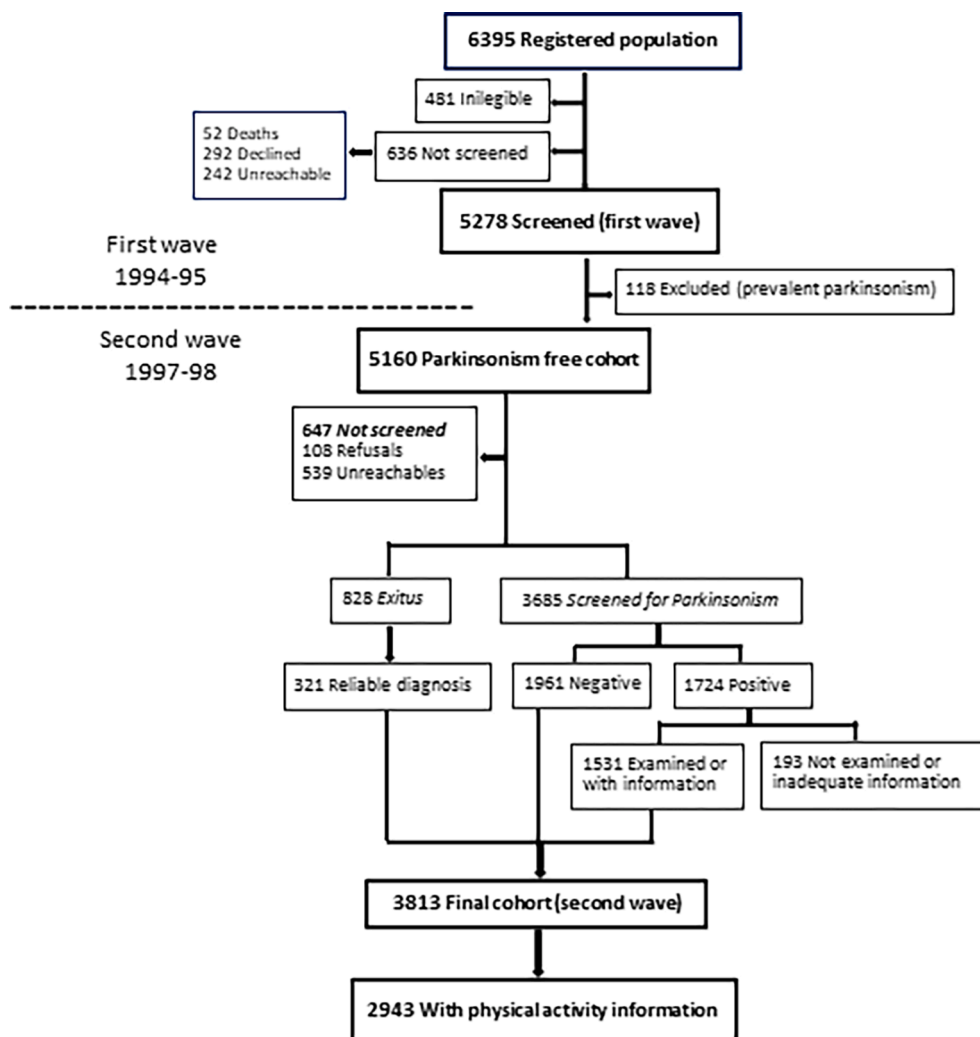 6395 Registered population
481 Inilegible
52 Deaths
292 Declined
242 Unreachable
636 Not screened
5278 Screened (first wave)
First wave
1994-95
118 Excluded (prevalent parkinsonism)
Second wave
1997-98
5160 Parkinsonism free cohort
647 Not screened
108 Refusals
539 Unreachables
828 Exitus
3685 Screened for Parkinsonism
321 Reliable diagnosis
1961 Negative
1724 Positive
1531 Examined or
with information
193 Not examined or
inadequate information
3813 Final cohort (second wave)
2943 With physical activity information